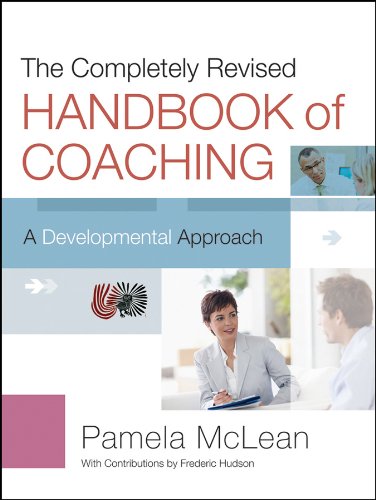 The Completely Revised
HANDBOOK of
COACHING
A Developmental Approach
Pamela McLean
With Contributions by Frederic Hudson